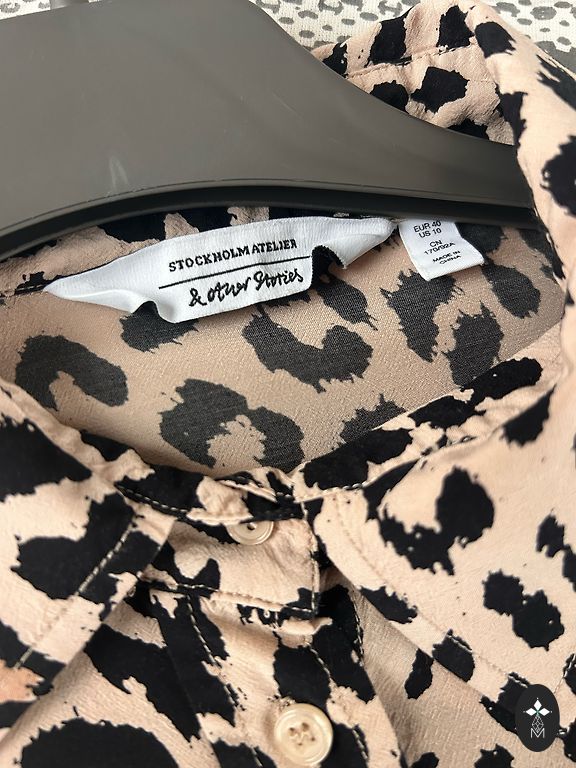 STOCKHOLM ATELIER
& Other Stories
EUR 40
US 10
CN
170/92A
MADE IN
CHINA